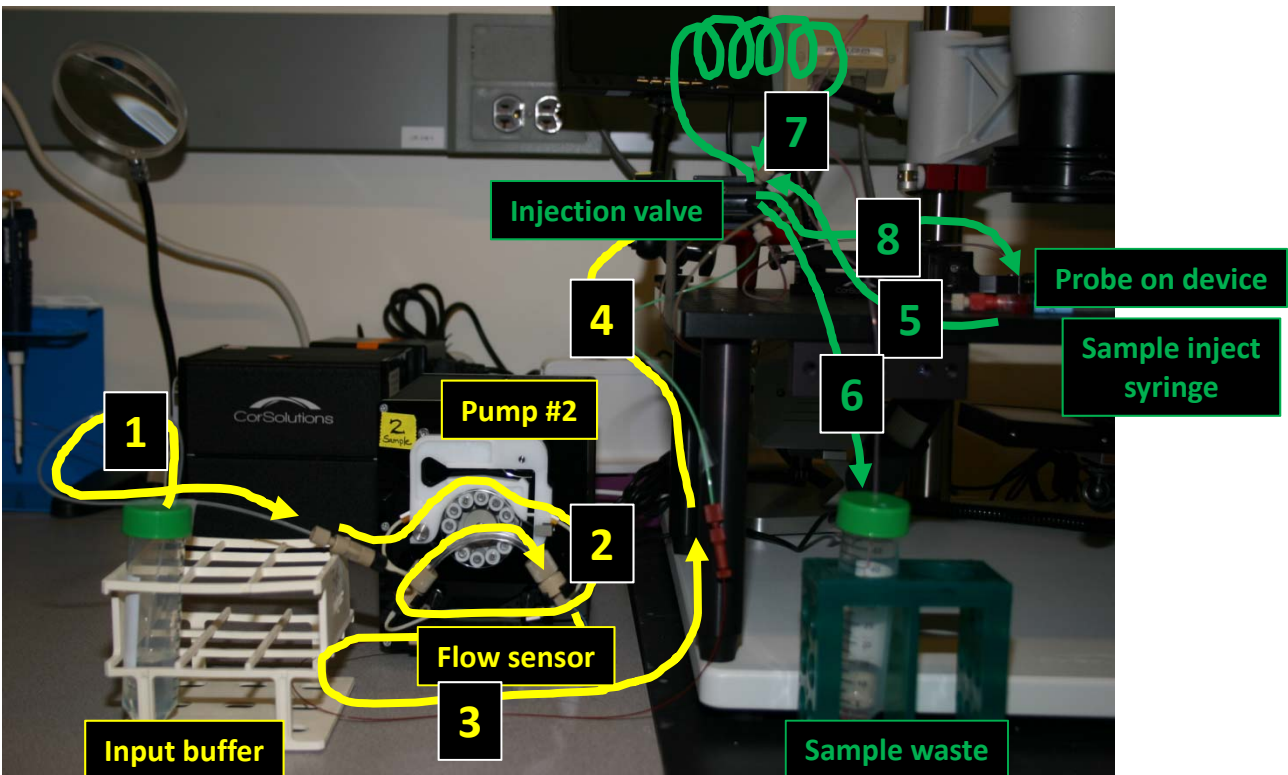 7
Injection valve
8
Probe on device
4
5
Sample inject
syringe
6
CorSolutions
Pump #2
1
2
Sample
2
Flow sensor
3
Input buffer
Sample waste